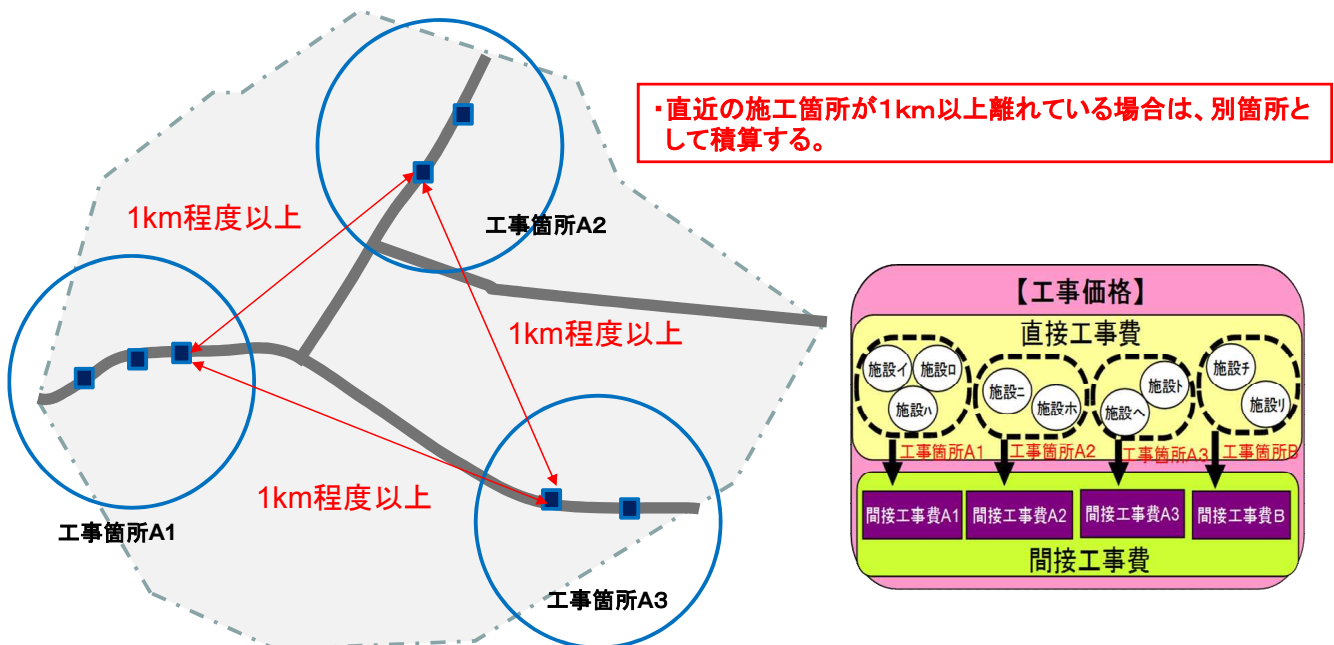 ・直近の施工箇所が1km以上離れている場合は、別箇所と
して積算する。
1km程度以上
工事箇所A2
1km程度以上
1km程度以上
工事箇所A1
工事箇所A3
【工事価格】
直接工事費
施設イ
施設ロ
施設ハ
施設ニ
施設ホ
施設ヘ
施設ト
施設チ
施設リ
工事箇所A1
工事箇所A2
工事箇所A3
工事箇所B
間接工事費A1
間接工事費A2
間接工事費A3
間接工事費B
間接工事費